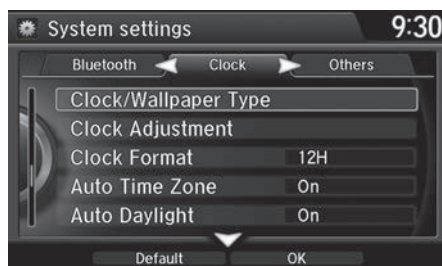 System settings 9:30
Bluetooth Clock Others
Clock/Wallpaper Type
Clock Adjustment
Clock Format 12H
Auto Time Zone On
Auto Daylight On
Default OK